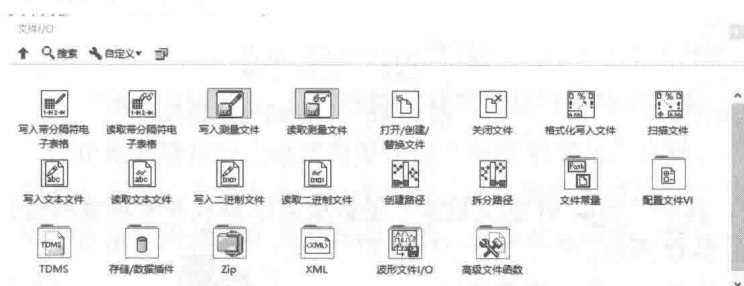 文件I/O
搜索 自定义
写入带分隔符电子表格 读取带分隔符电子表格 写入测量文件 读取测量文件 打开/创建/替换文件 关闭文件 格式化写入文件 扫描文件
写入文本文件 读取文本文件 写入二进制文件 读取二进制文件 创建路径 拆分路径 文件常量 配置文件VI
TDMS 存储/数据插件 Zip XML 波形文件I/O 高级文件函数